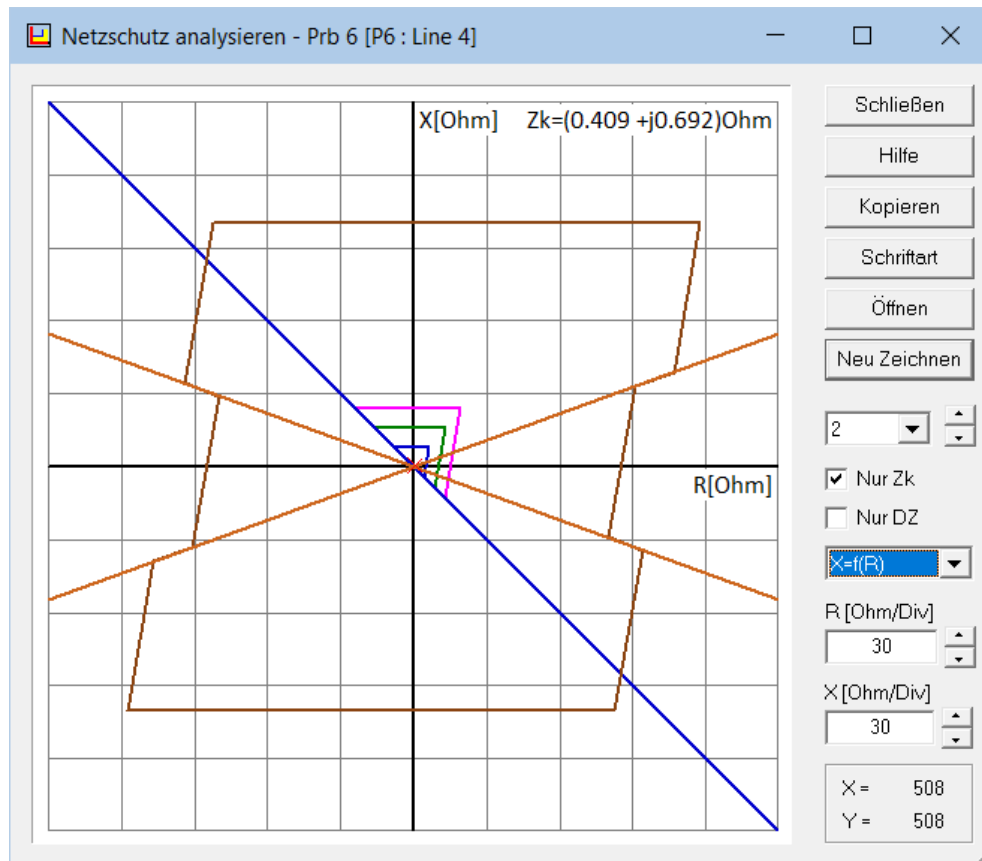 Netzschutz analysieren - Prb 6 [P6 : Line 4]
X[Ohm] Zk=(0.409 +j0.692)Ohm
R[Ohm]
Schließen
Hilfe
Kopieren
Schriftart
Öffnen
Neu Zeichnen
2
Nur Zk
Nur DZ
X=f(R)
R [Ohm/Div]
30
X [Ohm/Div]
30
X = 508
Y = 508